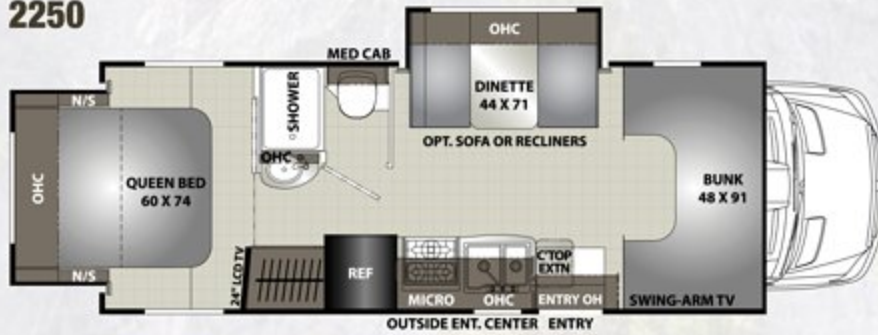 2250
OHC
MED CAB
N/S
SHOWER
DINETTE
44 X 71
OPT. SOFA OR RECLINERS
OHC
OHC
QUEEN BED
60 X 74
BUNK
48 X 91
N/S
24" LCD TV
REF
C'TOP
EXTN
MICRO
OHC
ENTRY OH
SWING-ARM TV
OUTSIDE ENT. CENTER
ENTRY